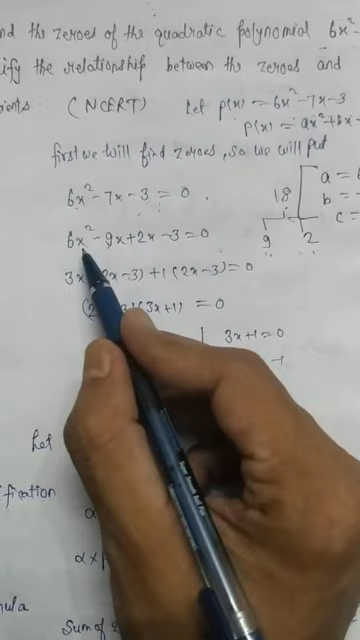 nd the zeroes of the quadratic polynomial 6x²-
ify the relationship between the zeroes and
ients. (NCERT) Let p(x) = 6x²-7x-3
p(x) = ax²+bx
first we will find zeroes, so we will put
6x²-7x-3 = 0.
18
9 2
a =
b =
c =
6x²-9x+2x-3=0
3x 2x-3)+1(2x-3)=0
(3x+1) = 0
3x+1=0
-1
Let
ification
α
α×
ula
Sum of